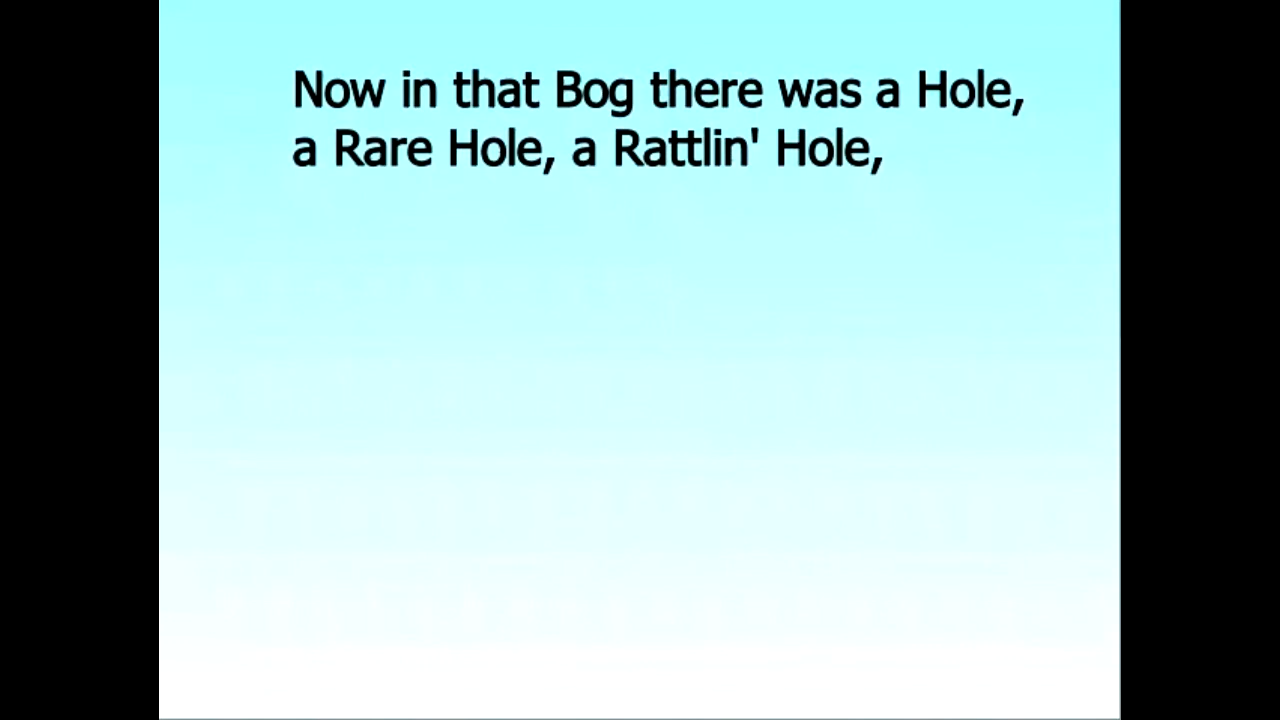 Now in that Bog there was a Hole,
a Rare Hole, a Rattlin' Hole,